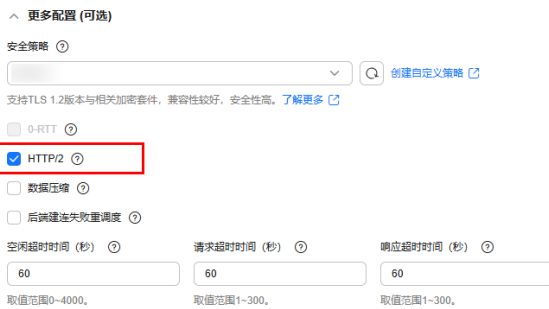 更多配置 (可选)
安全策略
创建自定义策略
支持TLS 1.2版本与相关加密套件，兼容性较好，安全性高。了解更多
0-RTT
HTTP/2
数据压缩
后端建连失败重调度
空闲超时时间（秒） 请求超时时间（秒） 响应超时时间（秒）
60 60 60
取值范围0~4000。 取值范围1~300。 取值范围1~300。